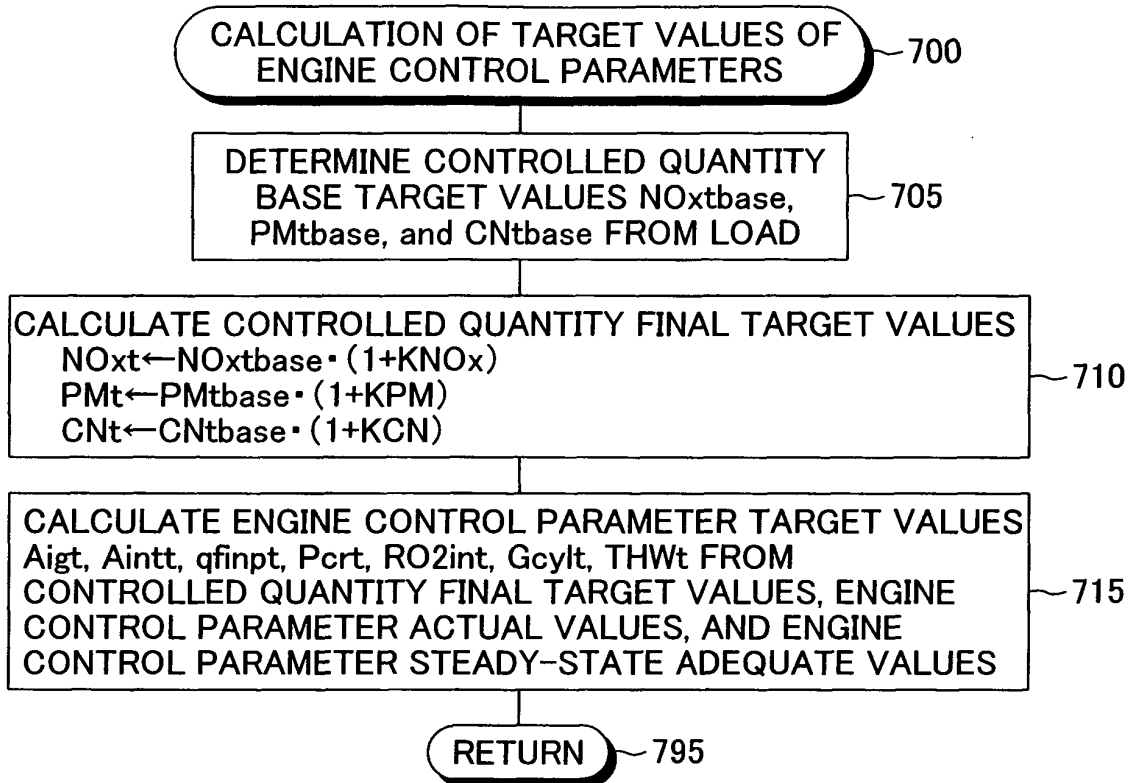 CALCULATION OF TARGET VALUES OF
ENGINE CONTROL PARAMETERS
700
DETERMINE CONTROLLED QUANTITY
BASE TARGET VALUES NOxtbase,
PMtbase, and CNtbase FROM LOAD
705
CALCULATE CONTROLLED QUANTITY FINAL TARGET VALUES
NOxt←NOxtbase・(1+KNOx)
PMt←PMtbase・(1+KPM)
CNt←CNtbase・(1+KCN)
710
CALCULATE ENGINE CONTROL PARAMETER TARGET VALUES
Aigt, Aintt, qfinpt, Pcrt, RO2int, Gcylt, THWt FROM
CONTROLLED QUANTITY FINAL TARGET VALUES, ENGINE
CONTROL PARAMETER ACTUAL VALUES, AND ENGINE
CONTROL PARAMETER STEADY-STATE ADEQUATE VALUES
715
RETURN
795